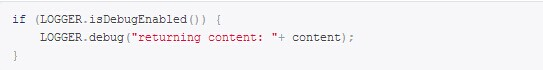 if (LOGGER.isDebugEnabled()) {
    LOGGER.debug("returning content: "+ content);
}